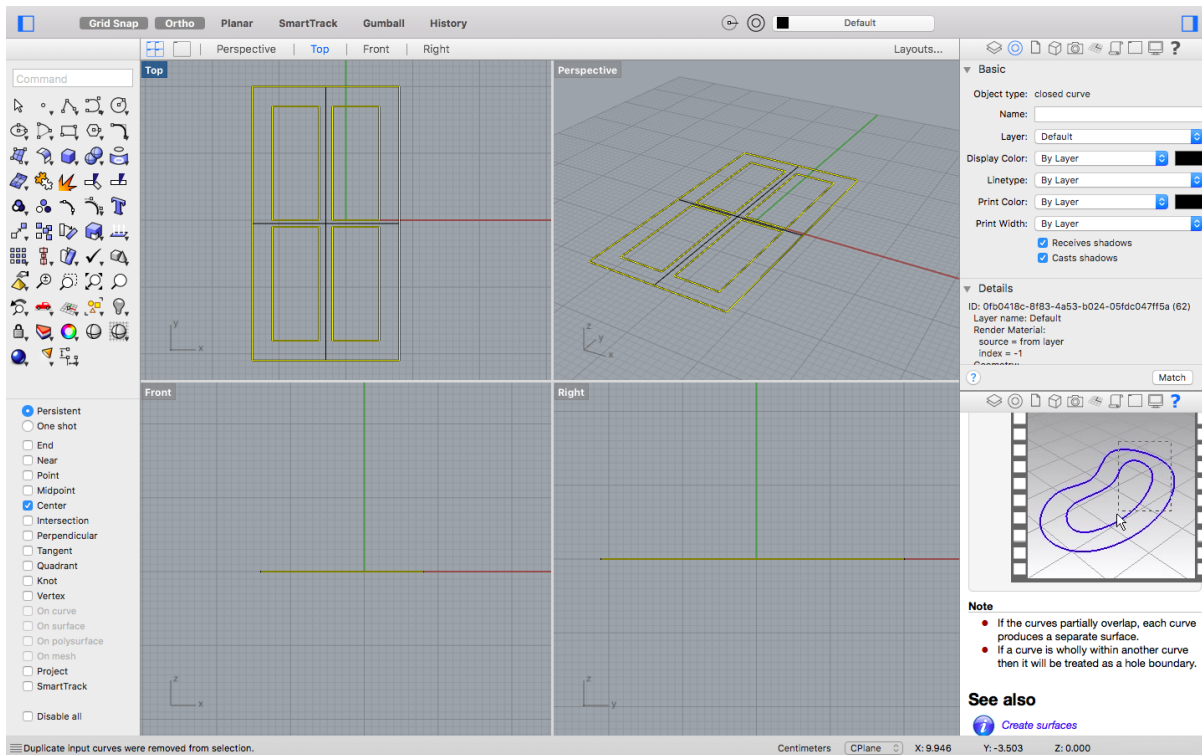 Grid Snap Ortho Planar SmartTrack Gumball History Default
Perspective Top Front Right Layouts...
Command
Top
Perspective
Front
Right
z
y
x
y
x
z
x
z
y
Persistent
One shot
End
Near
Point
Midpoint
Center
Intersection
Perpendicular
Tangent
Quadrant
Knot
Vertex
On curve
On surface
On polysurface
On mesh
Project
SmartTrack
Disable all
Basic
Object type: closed curve
Name:
Layer: Default
Display Color: By Layer
Linetype: By Layer
Print Color: By Layer
Print Width: By Layer
Receives shadows
Casts shadows
Details
ID: 0fb0418c-8f83-4a53-b024-05fdc047ff5a (62)
Layer name: Default
Render Material:
source = from layer
index = -1
Geometry:
? Match
Note
If the curves partially overlap, each curve
produces a separate surface.
If a curve is wholly within another curve
then it will be treated as a hole boundary.
See also
Create surfaces
Duplicate input curves were removed from selection. Centimeters CPlane X: 9.946 Y: -3.503 Z: 0.000